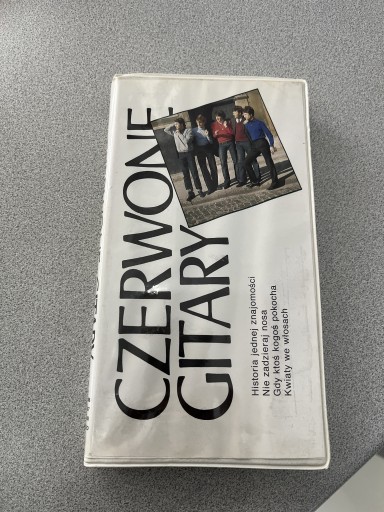 CZERWONE
GITARY
Historia jednej znajomości
Nie zadzieraj nosa
Gdy ktoś kogoś pokocha
Kwiaty we włosach